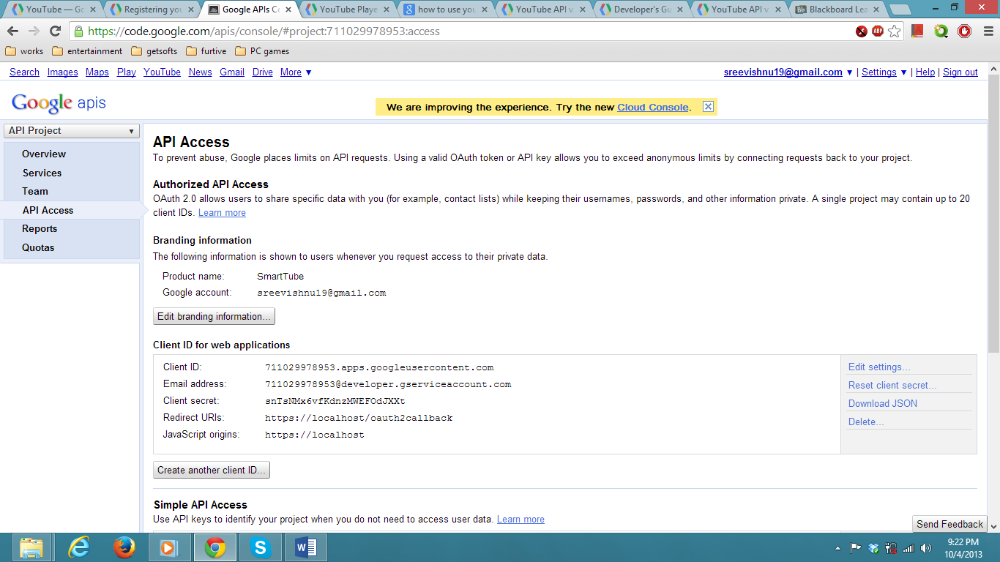 YouTube — Go
Registering you
Google APIs Co
YouTube Playe
how to use you
YouTube API v
Developer's Gu
YouTube API v
Blackboard Lea
https://code.google.com/apis/console/#project:711029978953:access
works entertainment getsofts furtive PC games
Search Images Maps Play YouTube News Gmail Drive More ▼
sreevishnu19@gmail.com ▼ | Settings ▼ | Help | Sign out
Google apis
We are improving the experience. Try the new Cloud Console.
API Project
Overview
Services
Team
API Access
Reports
Quotas
API Access
To prevent abuse, Google places limits on API requests. Using a valid OAuth token or API key allows you to exceed anonymous limits by connecting requests back to your project.
Authorized API Access
OAuth 2.0 allows users to share specific data with you (for example, contact lists) while keeping their usernames, passwords, and other information private. A single project may contain up to 20
client IDs. Learn more
Branding information
The following information is shown to users whenever you request access to their private data.
Product name: SmartTube
Google account: sreevishnu19@gmail.com
Edit branding information...
Client ID for web applications
Client ID: 711029978953.apps.googleusercontent.com
Email address: 711029978953@developer.gserviceaccount.com
Client secret: snTsNMx6vfKdnzMWEFOdJXXt
Redirect URIs: https://localhost/oauth2callback
JavaScript origins: https://localhost
Edit settings...
Reset client secret...
Download JSON
Delete...
Create another client ID...
Simple API Access
Use API keys to identify your project when you do not need to access user data. Learn more
Send Feedback
9:22 PM
10/4/2013